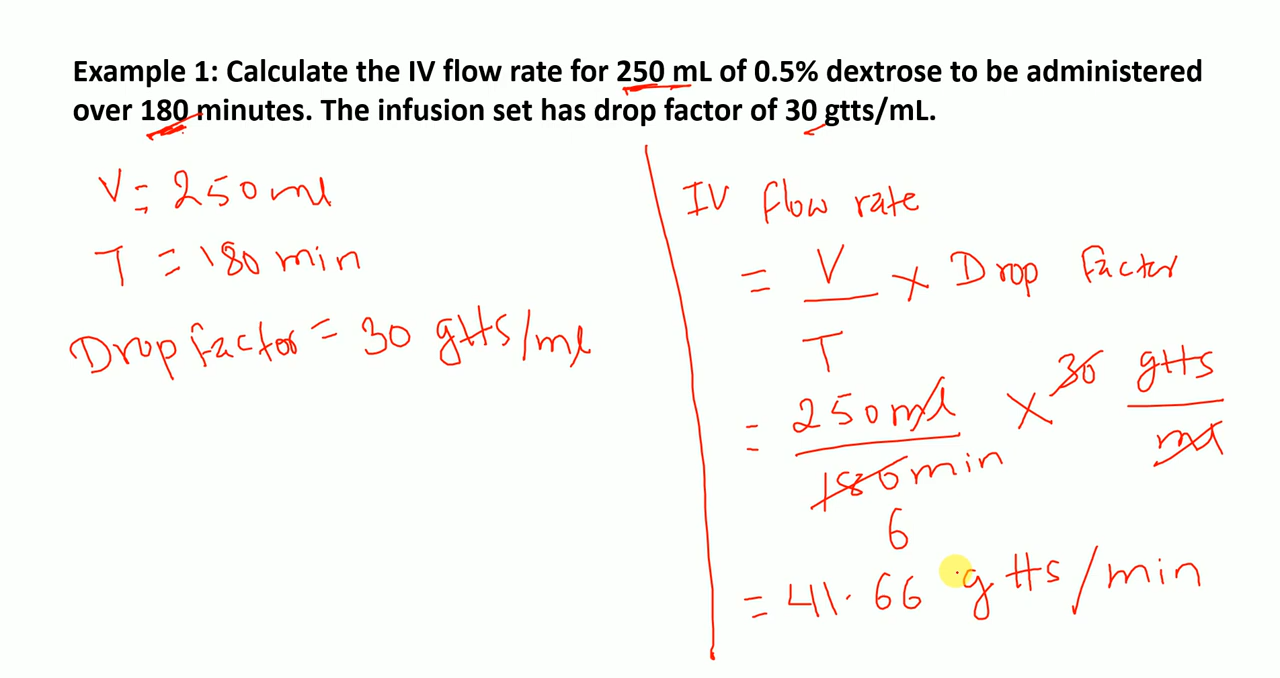 Example 1: Calculate the IV flow rate for 250 mL of 0.5% dextrose to be administered
over 180 minutes. The infusion set has drop factor of 30 gtts/mL.
V = 250 ml
T = 180 min
Drop factor = 30 gtts/ml
IV flow rate
= V / T × Drop factor
= 250 ml / 180 min × 30 gtts / ml
6
= 41.66 gtts/min